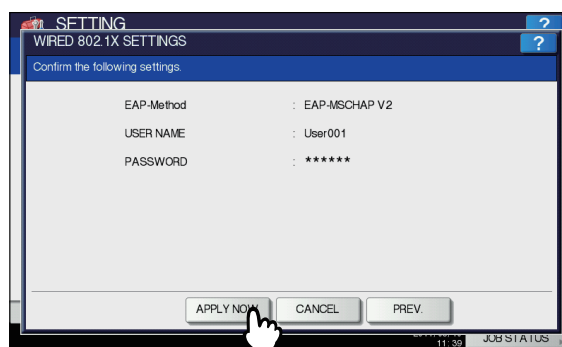 SETTING
?
WIRED 802.1X SETTINGS
?
Confirm the following settings.
EAP-Method : EAP-MSCHAP V2
USER NAME : User001
PASSWORD : ******
APPLY NOW CANCEL PREV.
11:39 JOB STATUS